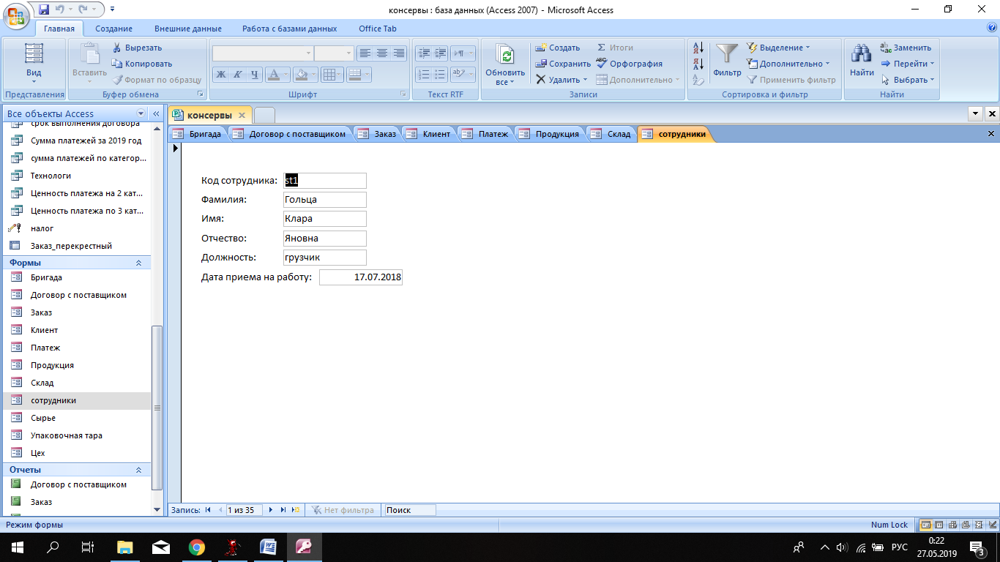 консервы : база данных (Access 2007) - Microsoft Access
Главная Создание Внешние данные Работа с базами данных Office Tab
Вид
Представления
Вставить
Вырезать
Копировать
Формат по образцу
Буфер обмена
Ж К Ч
Шрифт
Текст RTF
Обновить все
Создать
Сохранить
Удалить
Итоги
Орфография
Дополнительно
Записи
Фильтр
Выделение
Дополнительно
Применить фильтр
Сортировка и фильтр
Найти
Заменить
Перейти
Выбрать
Найти
Все объекты Access
консервы
Бригада Договор с поставщиком Заказ Клиент Платеж Продукция Склад сотрудники
срок выполнения договора
Сумма платежей за 2019 год
сумма платежей по категор...
Технологи
Ценность платежа на 2 кат...
Ценность платежа по 3 кат...
налог
Заказ_перекрестный
Формы
Бригада
Договор с поставщиком
Заказ
Клиент
Платеж
Продукция
Склад
сотрудники
Сырье
Упаковочная тара
Цех
Отчеты
Договор с поставщиком
Заказ
Код сотрудника: st1
Фамилия: Гольца
Имя: Клара
Отчество: Яновна
Должность: грузчик
Дата приема на работу: 17.07.2018
Запись: 1 из 35 Нет фильтра Поиск
Режим формы
Num Lock
РУС
0:22
27.05.2019
3